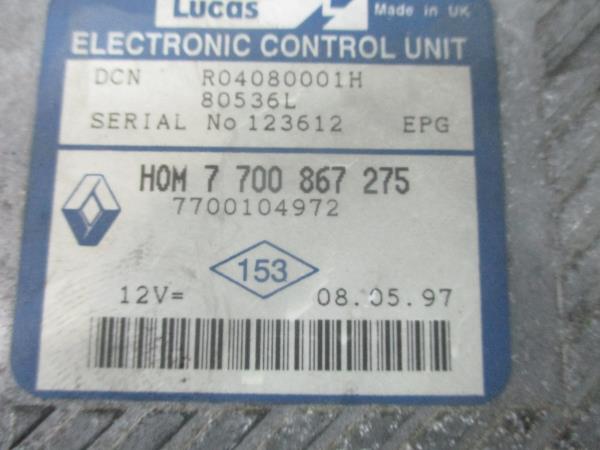 Lucas
Made in UK
ELECTRONIC CONTROL UNIT
DCN R04080001H
80536L
SERIAL No 123612 EPG
HOM 7 700 867 275
7700104972
153
12V= 08.05.97